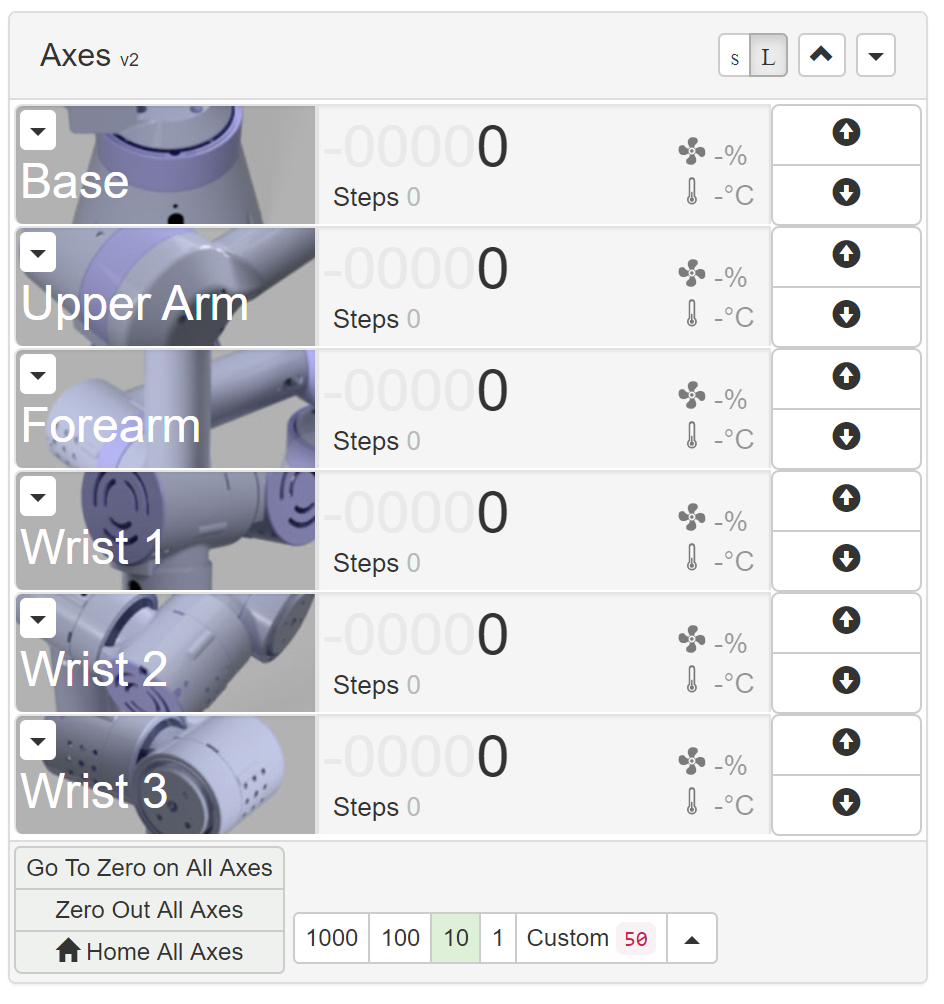 Axes v2
s L
Base
-00000
Steps 0
-%
-°C
Upper Arm
-00000
Steps 0
-%
-°C
Forearm
-00000
Steps 0
-%
-°C
Wrist 1
-00000
Steps 0
-%
-°C
Wrist 2
-00000
Steps 0
-%
-°C
Wrist 3
-00000
Steps 0
-%
-°C
Go To Zero on All Axes
Zero Out All Axes
Home All Axes
1000 100 10 1 Custom 50